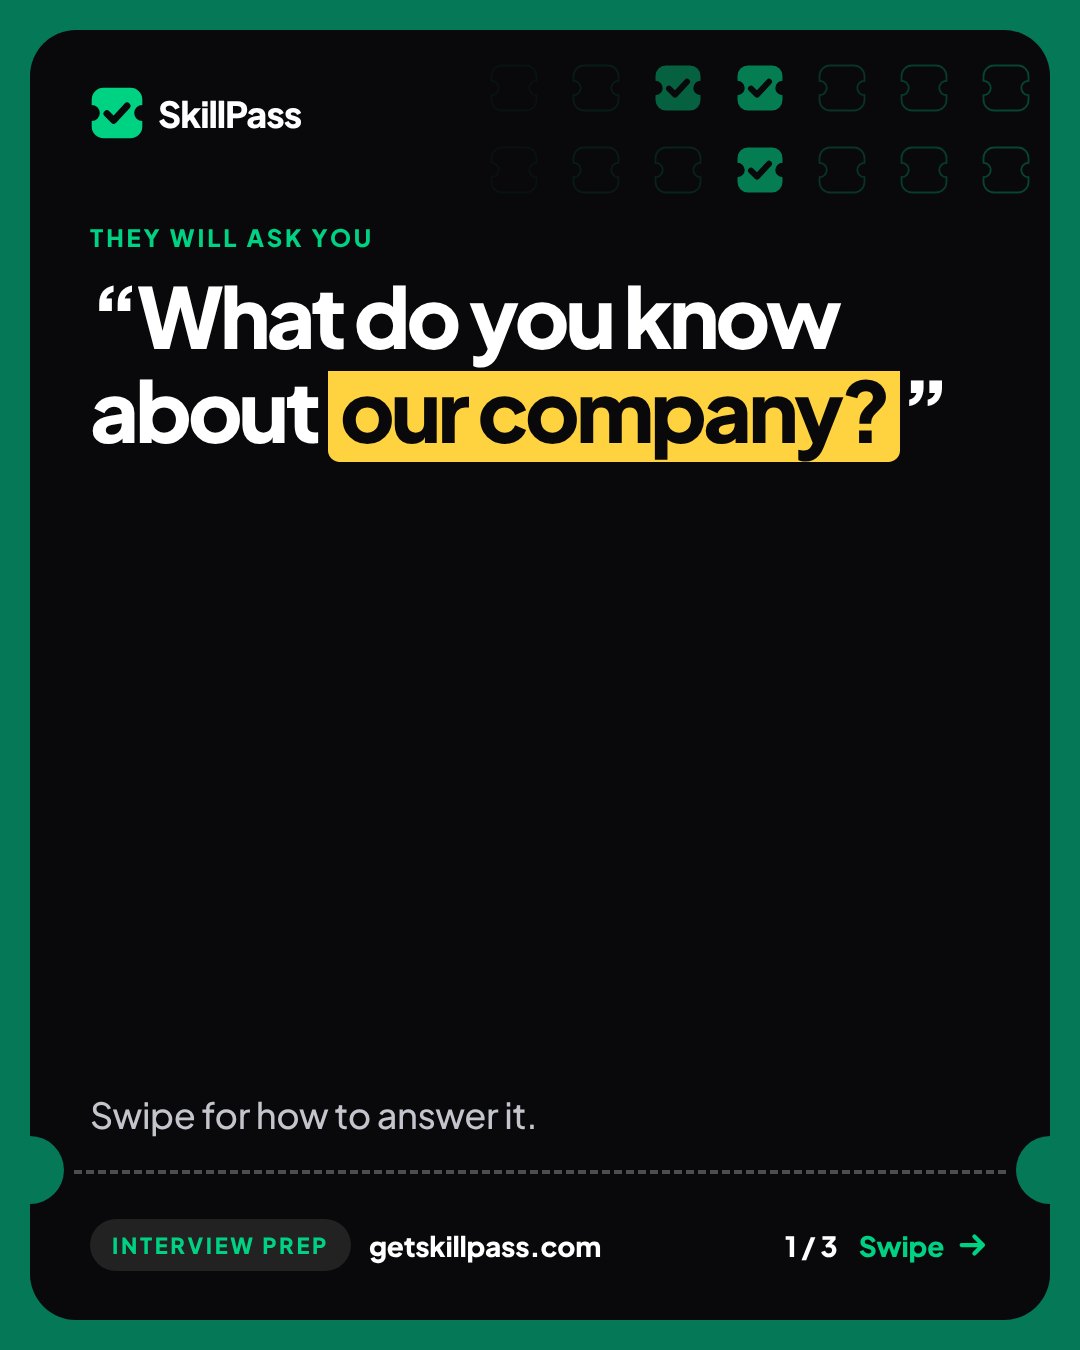 SkillPass
THEY WILL ASK YOU
“What do you know
about our company?”
Swipe for how to answer it.
INTERVIEW PREP getskillpass.com 1 / 3 Swipe →